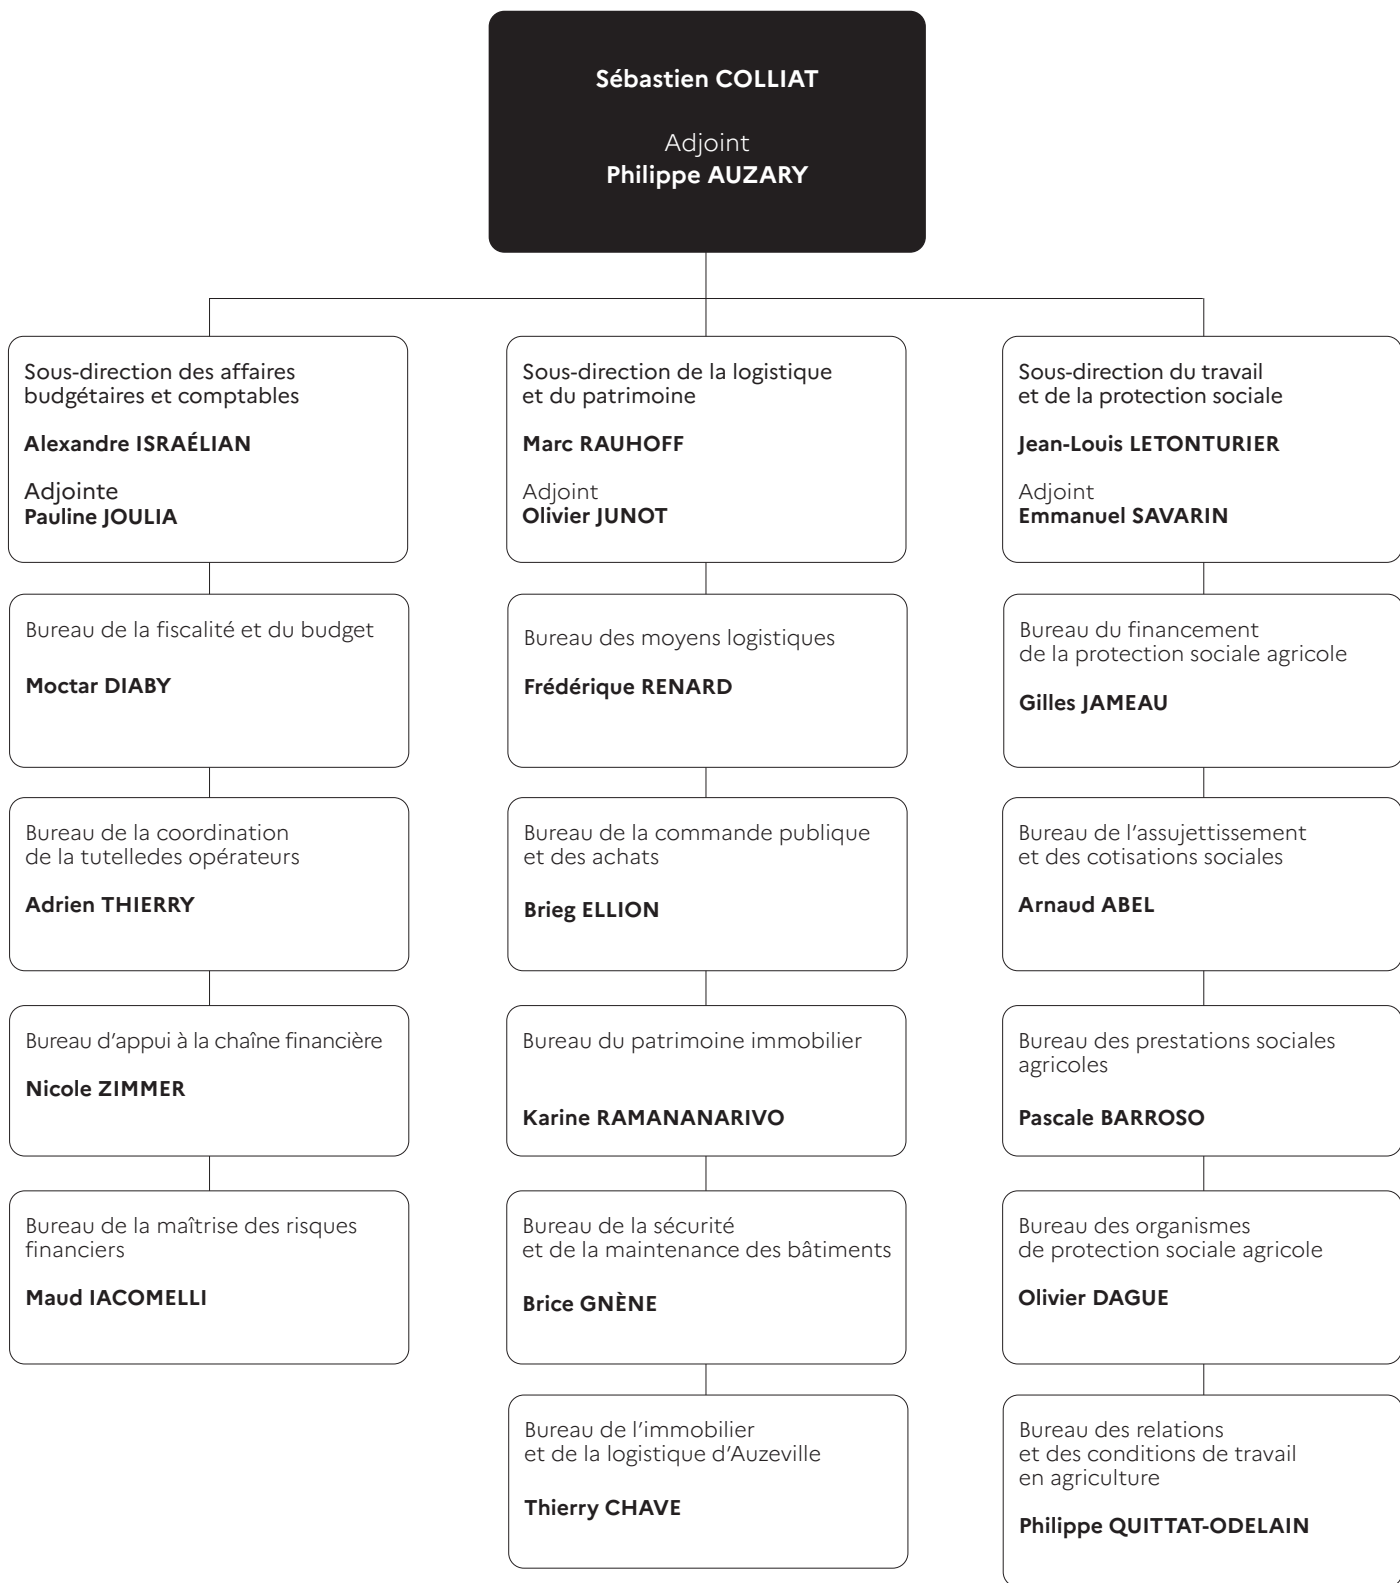 Sébastien COLLIAT
Adjoint
Philippe AUZARY
Sous-direction des affaires
budgétaires et comptables
Alexandre ISRAÉLIAN
Adjointe
Pauline JOULIA
Bureau de la fiscalité et du budget
Moctar DIABY
Bureau de la coordination
de la tutelledes opérateurs
Adrien THIERRY
Bureau d'appui à la chaîne financière
Nicole ZIMMER
Bureau de la maîtrise des risques
financiers
Maud IACOMELLI
Sous-direction de la logistique
et du patrimoine
Marc RAUHOFF
Adjoint
Olivier JUNOT
Bureau des moyens logistiques
Frédérique RENARD
Bureau de la commande publique
et des achats
Brieg ELLION
Bureau du patrimoine immobilier
Karine RAMANANARIVO
Bureau de la sécurité
et de la maintenance des bâtiments
Brice GNÈNE
Bureau de l'immobilier
et de la logistique d'Auzeville
Thierry CHAVE
Sous-direction du travail
et de la protection sociale
Jean-Louis LETONTURIER
Adjoint
Emmanuel SAVARIN
Bureau du financement
de la protection sociale agricole
Gilles JAMEAU
Bureau de l'assujettissement
et des cotisations sociales
Arnaud ABEL
Bureau des prestations sociales
agricoles
Pascale BARROSO
Bureau des organismes
de protection sociale agricole
Olivier DAGUE
Bureau des relations
et des conditions de travail
en agriculture
Philippe QUITTAT-ODELAIN